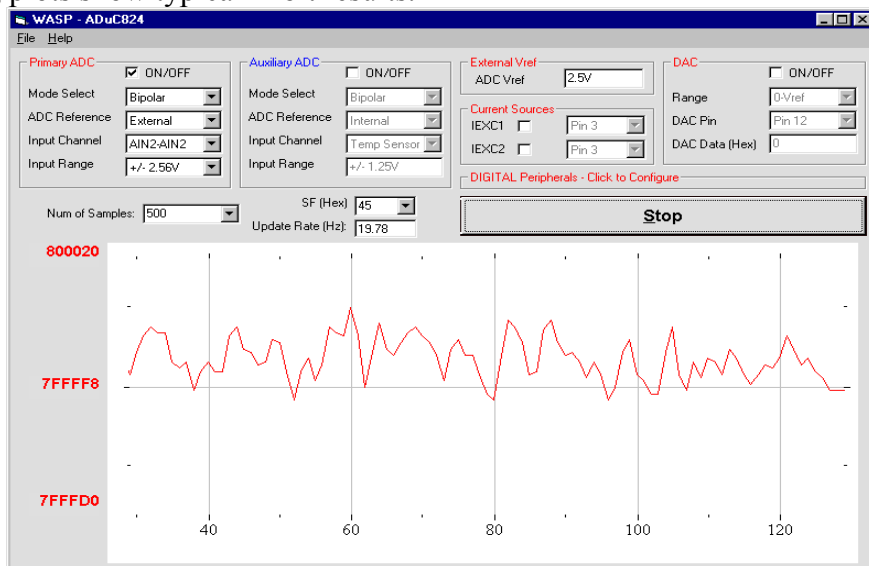 WASP - ADuC824
File Help
Primary ADC
ON/OFF
Mode Select Bipolar
ADC Reference External
Input Channel AIN2-AIN2
Input Range +/- 2.56V
Auxiliary ADC
ON/OFF
Mode Select Bipolar
ADC Reference Internal
Input Channel Temp Sensor
Input Range +/- 1.25V
External Vref
ADC Vref 2.5V
Current Sources
IEXC1 Pin 3
IEXC2 Pin 3
DAC
ON/OFF
Range 0-Vref
DAC Pin Pin 12
DAC Data (Hex) 0
DIGITAL Peripherals - Click to Configure
Num of Samples: 500
SF (Hex) 45
Update Rate (Hz): 19.78
Stop
800020
7FFFF8
7FFFD0
40 60 80 100 120